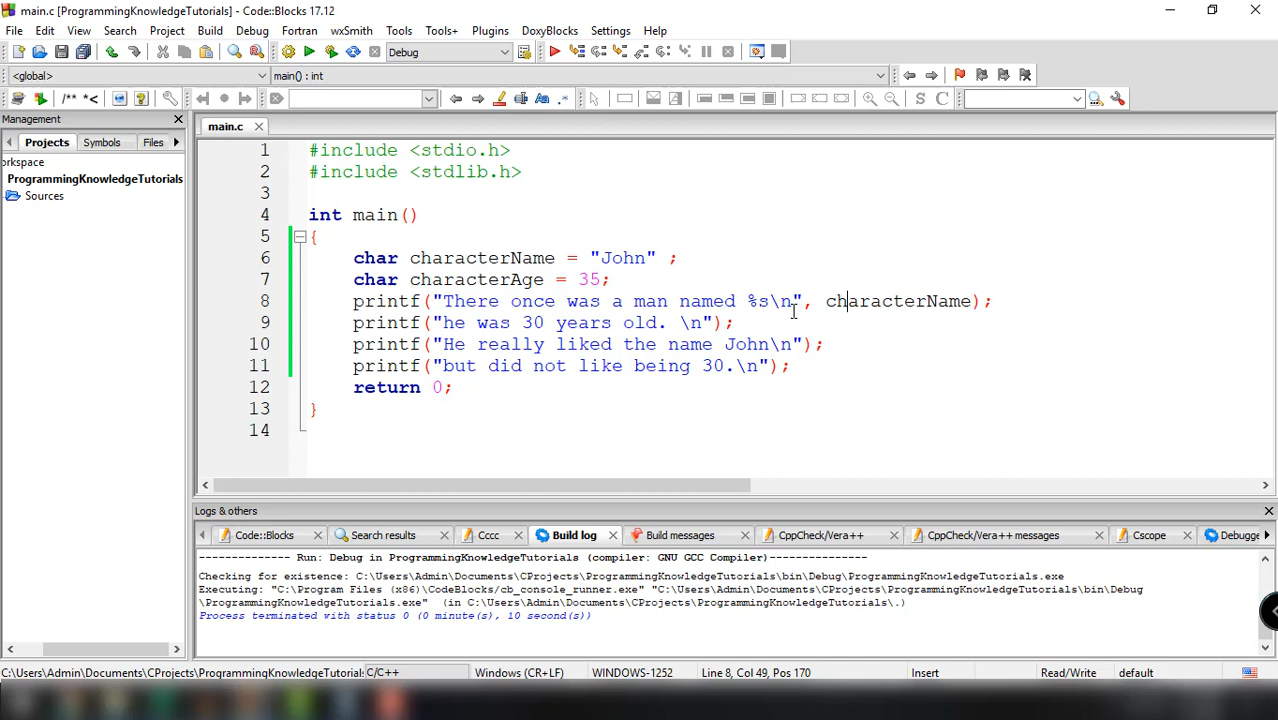 main.c [ProgrammingKnowledgeTutorials] - Code::Blocks 17.12
File Edit View Search Project Build Debug Fortran wxSmith Tools Tools+ Plugins DoxyBlocks Settings Help
Debug
<global> main() : int
/** *< Aa .* S C
Management
Projects Symbols Files
orkspace
ProgrammingKnowledgeTutorials
Sources
main.c
1 #include <stdio.h>
2 #include <stdlib.h>
3
4 int main()
5 {
6 char characterName = "John" ;
7 char characterAge = 35;
8 printf("There once was a man named %s\n", characterName);
9 printf("he was 30 years old. \n");
10 printf("He really liked the name John\n");
11 printf("but did not like being 30.\n");
12 return 0;
13 }
14
Logs & others
Code::Blocks Search results Cccc Build log Build messages CppCheck/Vera++ CppCheck/Vera++ messages Cscope Debugge
-------------- Run: Debug in ProgrammingKnowledgeTutorials (compiler: GNU GCC Compiler)---------------
Checking for existence: C:\Users\Admin\Documents\CProjects\ProgrammingKnowledgeTutorials\bin\Debug\ProgrammingKnowledgeTutorials.exe
Executing: "C:\Program Files (x86)\CodeBlocks/cb_console_runner.exe" "C:\Users\Admin\Documents\CProjects\ProgrammingKnowledgeTutorials\bin\Debug
\ProgrammingKnowledgeTutorials.exe" (in C:\Users\Admin\Documents\CProjects\ProgrammingKnowledgeTutorials\.)
Process terminated with status 0 (0 minute(s), 10 second(s))
C:\Users\Admin\Documents\CProjects\ProgrammingKnowledgeTutorials C/C++ Windows (CR+LF) WINDOWS-1252 Line 8, Col 49, Pos 170 Insert Read/Write default